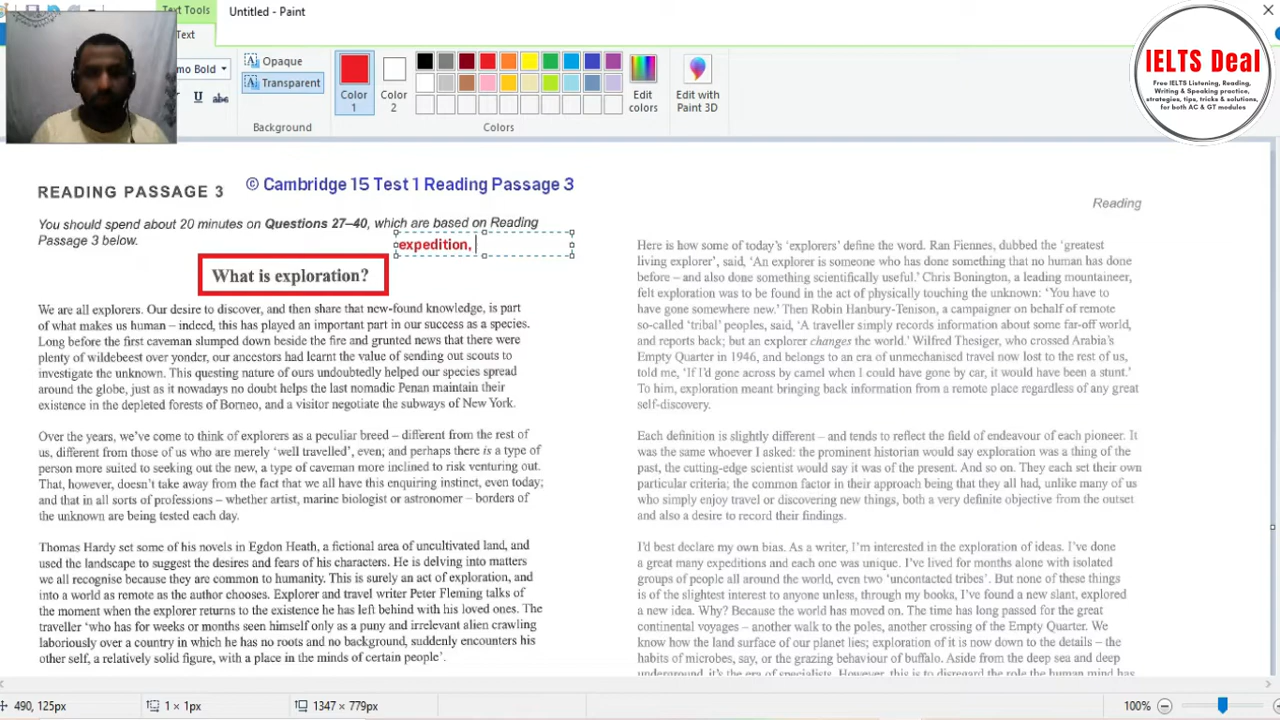 Text Tools
Untitled - Paint
Text
mo Bold
U abc
Opaque
Transparent
Background
Color
1
Color
2
Colors
Edit
colors
Edit with
Paint 3D
IELTS Deal
Free IELTS Listening, Reading,
Writing & Speaking practice,
strategies, tips, tricks & solutions,
for both AC & GT modules
READING PASSAGE 3
© Cambridge 15 Test 1 Reading Passage 3
You should spend about 20 minutes on Questions 27–40, which are based on Reading
Passage 3 below.
expedition,
What is exploration?
We are all explorers. Our desire to discover, and then share that new-found knowledge, is part
of what makes us human – indeed, this has played an important part in our success as a species.
Long before the first caveman slumped down beside the fire and grunted news that there were
plenty of wildebeest over yonder, our ancestors had learnt the value of sending out scouts to
investigate the unknown. This questing nature of ours undoubtedly helped our species spread
around the globe, just as it nowadays no doubt helps the last nomadic Penan maintain their
existence in the depleted forests of Borneo, and a visitor negotiate the subways of New York.
Over the years, we've come to think of explorers as a peculiar breed – different from the rest of
us, different from those of us who are merely 'well travelled', even; and perhaps there is a type of
person more suited to seeking out the new, a type of caveman more inclined to risk venturing out.
That, however, doesn't take away from the fact that we all have this enquiring instinct, even today;
and that in all sorts of professions – whether artist, marine biologist or astronomer – borders of
the unknown are being tested each day.
Thomas Hardy set some of his novels in Egdon Heath, a fictional area of uncultivated land, and
used the landscape to suggest the desires and fears of his characters. He is delving into matters
we all recognise because they are common to humanity. This is surely an act of exploration, and
into a world as remote as the author chooses. Explorer and travel writer Peter Fleming talks of
the moment when the explorer returns to the existence he has left behind with his loved ones. The
traveller 'who has for weeks or months seen himself only as a puny and irrelevant alien crawling
laboriously over a country in which he has no roots and no background, suddenly encounters his
other self, a relatively solid figure, with a place in the minds of certain people'.
Reading
Here is how some of today's 'explorers' define the word. Ran Fiennes, dubbed the 'greatest
living explorer', said, 'An explorer is someone who has done something that no human has done
before – and also done something scientifically useful.' Chris Bonington, a leading mountaineer,
felt exploration was to be found in the act of physically touching the unknown: 'You have to
have gone somewhere new.' Then Robin Hanbury-Tenison, a campaigner on behalf of remote
so-called 'tribal' peoples, said, 'A traveller simply records information about some far-off world,
and reports back; but an explorer changes the world.' Wilfred Thesiger, who crossed Arabia's
Empty Quarter in 1946, and belongs to an era of unmechanised travel now lost to the rest of us,
told me, 'If I'd gone across by camel when I could have gone by car, it would have been a stunt.'
To him, exploration meant bringing back information from a remote place regardless of any great
self-discovery.
Each definition is slightly different – and tends to reflect the field of endeavour of each pioneer. It
was the same whoever I asked: the prominent historian would say exploration was a thing of the
past, the cutting-edge scientist would say it was of the present. And so on. They each set their own
particular criteria; the common factor in their approach being that they all had, unlike many of us
who simply enjoy travel or discovering new things, both a very definite objective from the outset
and also a desire to record their findings.
I'd best declare my own bias. As a writer, I'm interested in the exploration of ideas. I've done
a great many expeditions and each one was unique. I've lived for months alone with isolated
groups of people all around the world, even two 'uncontacted tribes'. But none of these things
is of the slightest interest to anyone unless, through my books, I've found a new slant, explored
a new idea. Why? Because the world has moved on. The time has long passed for the great
continental voyages – another walk to the poles, another crossing of the Empty Quarter. We
know how the land surface of our planet lies; exploration of it is now down to the details – the
habits of microbes, say, or the grazing behaviour of buffalo. Aside from the deep sea and deep
underground, it's the era of specialists. However, this is to disregard the role the human mind has
490, 125px
1 × 1px
1347 × 779px
100%